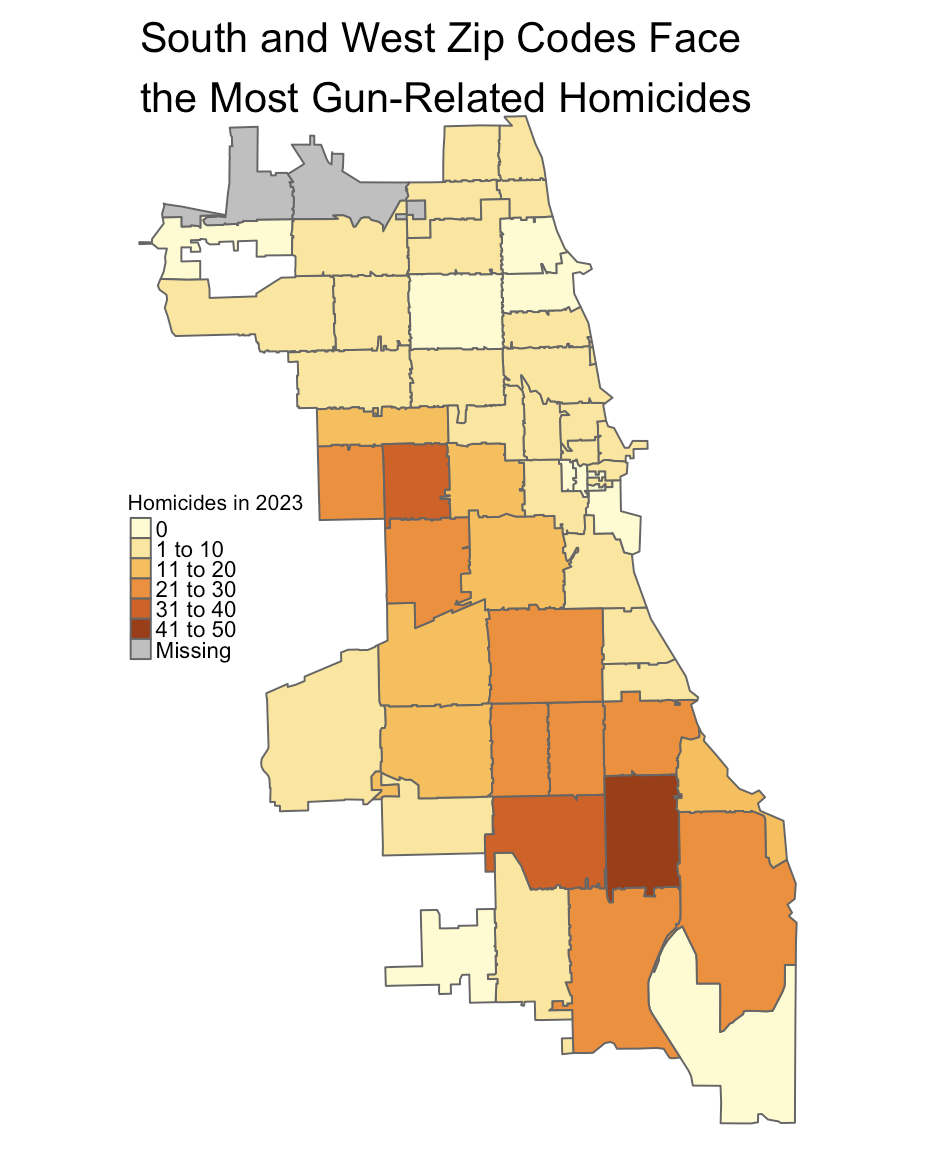 South and West Zip Codes Face
the Most Gun-Related Homicides
Homicides in 2023
0
1 to 10
11 to 20
21 to 30
31 to 40
41 to 50
Missing